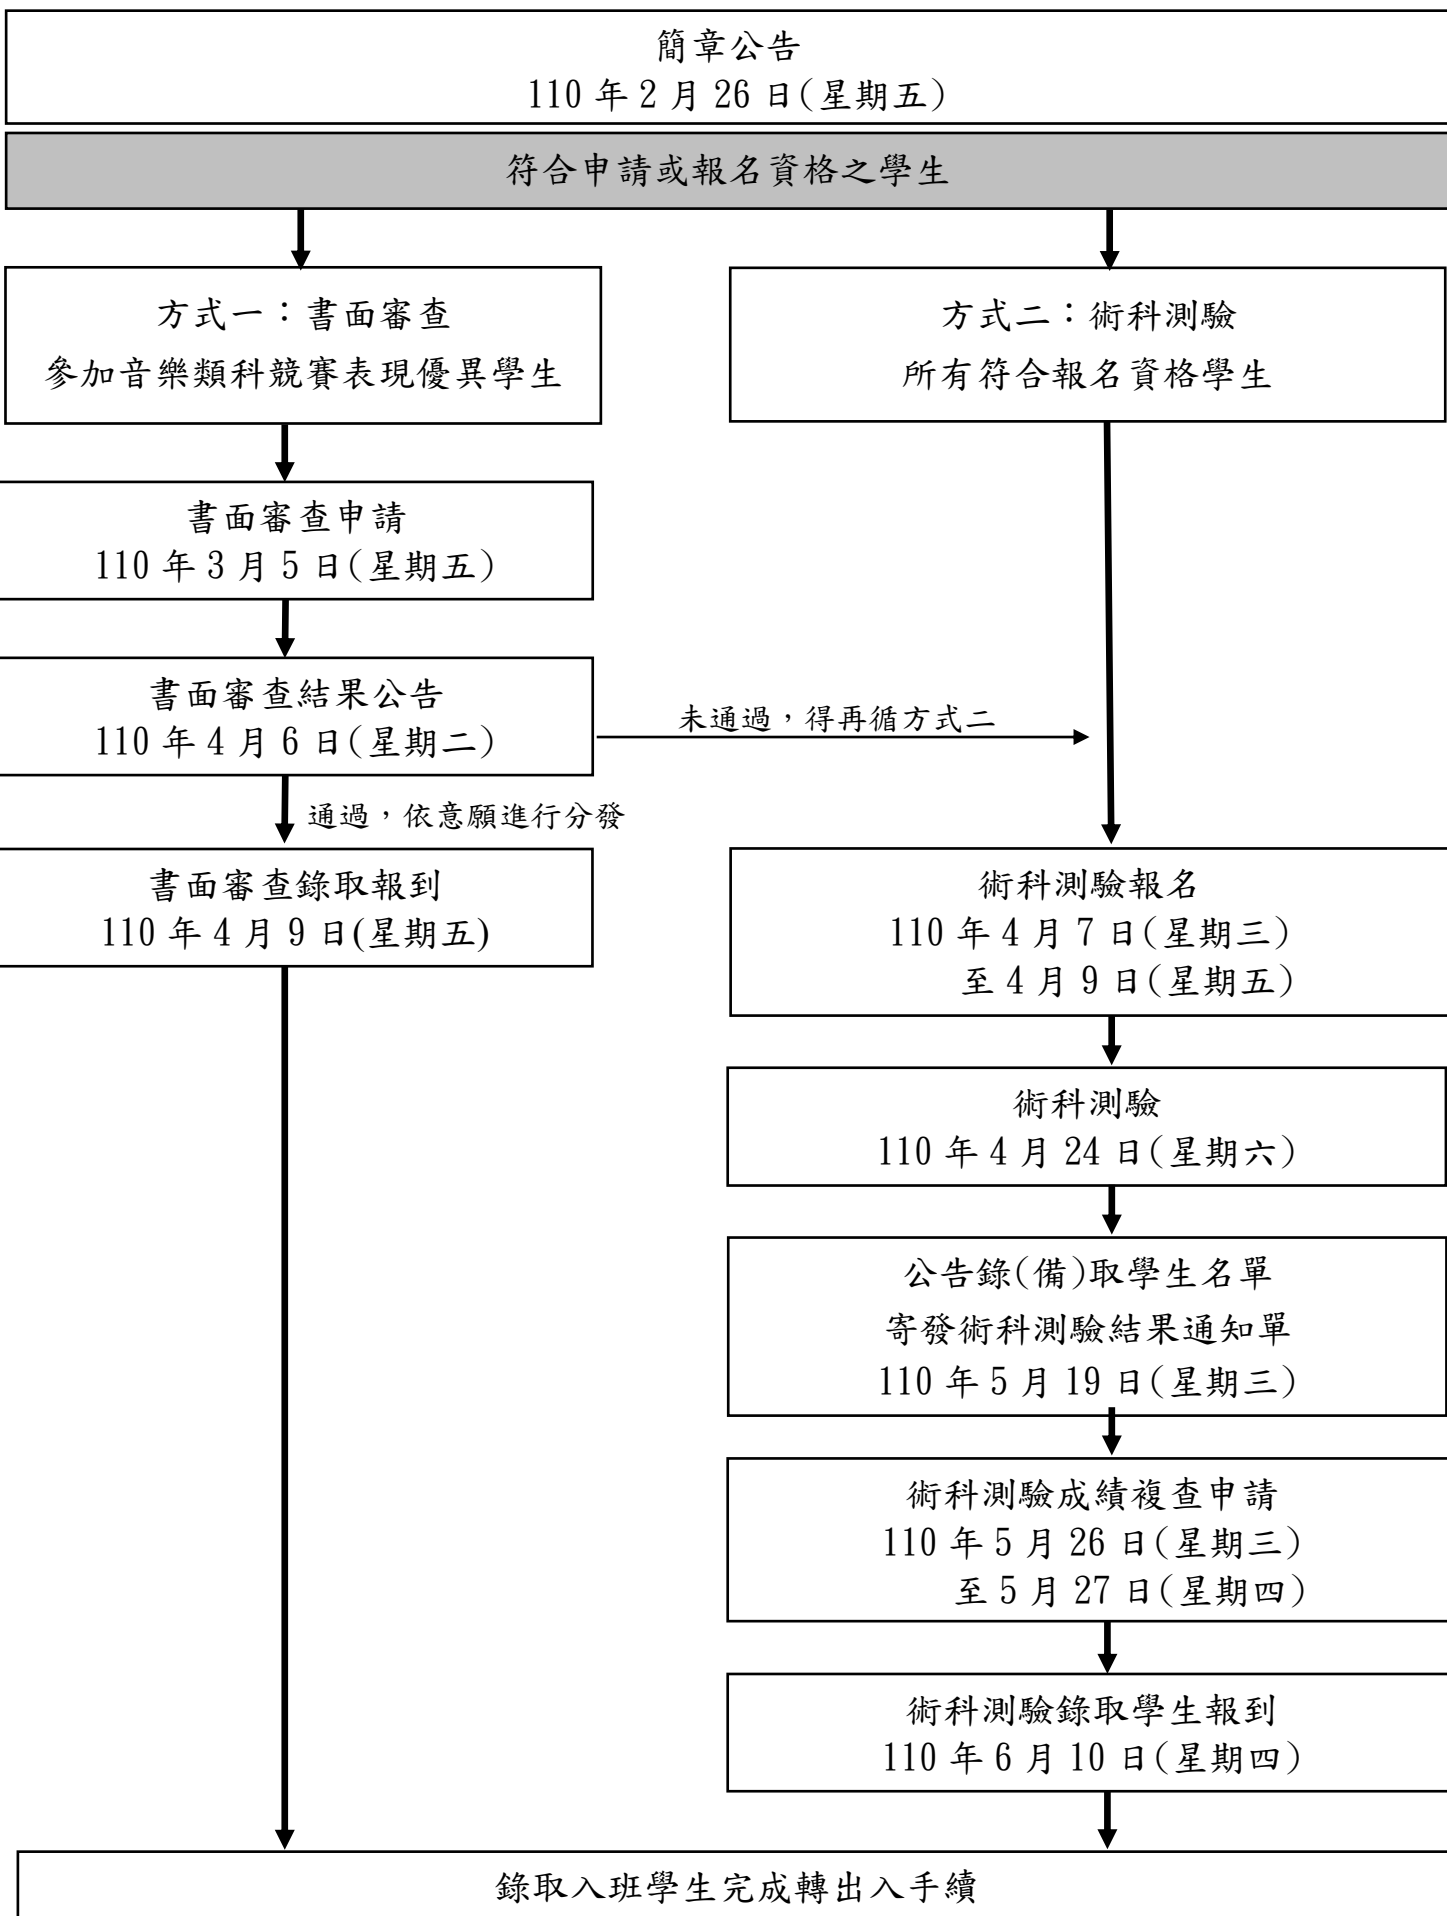 簡章公告
110 年 2 月 26 日(星期五)
符合申請或報名資格之學生
方式一：書面審查
參加音樂類科競賽表現優異學生
方式二：術科測驗
所有符合報名資格學生
書面審查申請
110 年 3 月 5 日(星期五)
書面審查結果公告
110 年 4 月 6 日(星期二)
未通過，得再循方式二
通過，依意願進行分發
書面審查錄取報到
110 年 4 月 9 日(星期五)
術科測驗報名
110 年 4 月 7 日(星期三)
至 4 月 9 日(星期五)
術科測驗
110 年 4 月 24 日(星期六)
公告錄(備)取學生名單
寄發術科測驗結果通知單
110 年 5 月 19 日(星期三)
術科測驗成績複查申請
110 年 5 月 26 日(星期三)
至 5 月 27 日(星期四)
術科測驗錄取學生報到
110 年 6 月 10 日(星期四)
錄取入班學生完成轉出入手續